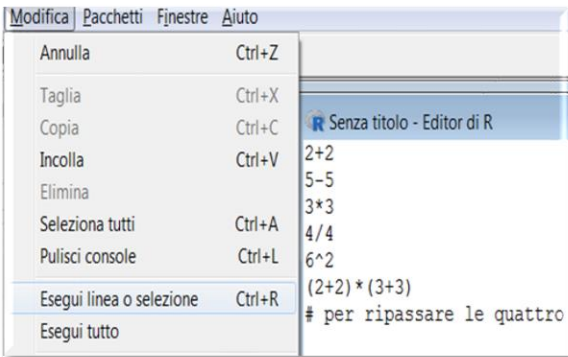 Modifica Pacchetti Finestre Aiuto
Annulla Ctrl+Z
Taglia Ctrl+X
Copia Ctrl+C
Incolla Ctrl+V
Elimina
Seleziona tutti Ctrl+A
Pulisci console Ctrl+L
Esegui linea o selezione Ctrl+R
Esegui tutto
R Senza titolo - Editor di R
2+2
5-5
3*3
4/4
6^2
(2+2)*(3+3)
# per ripassare le quattro